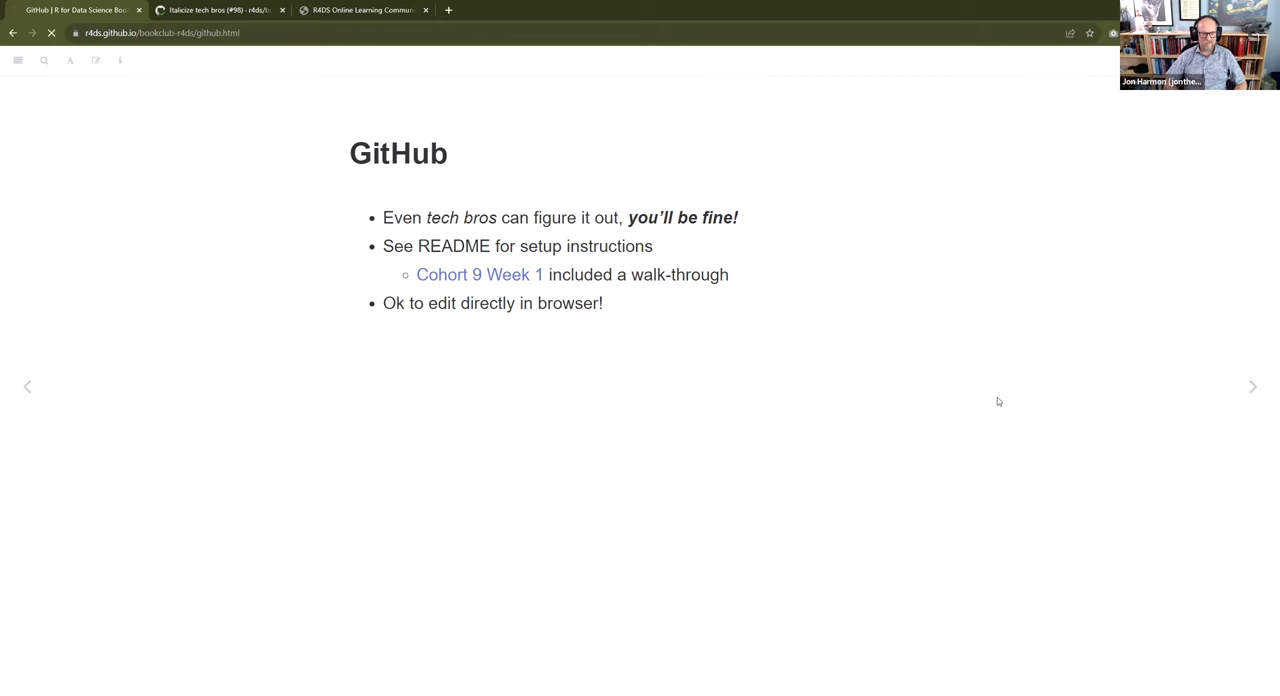 GitHub | R for Data Science Boo
Italicize tech bros (#98) · r4ds/b
R4DS Online Learning Commun
r4ds.github.io/bookclub-r4ds/github.html
Jon Harmon (jonthe...
GitHub
• Even tech bros can figure it out, you'll be fine!
• See README for setup instructions
○ Cohort 9 Week 1 included a walk-through
• Ok to edit directly in browser!